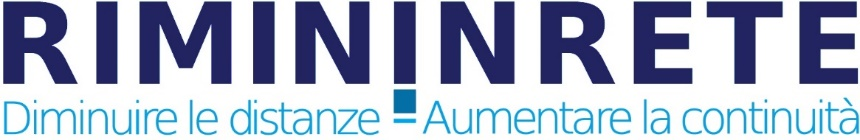 RIMININRETE
Diminuire le distanze Aumentare la continuità